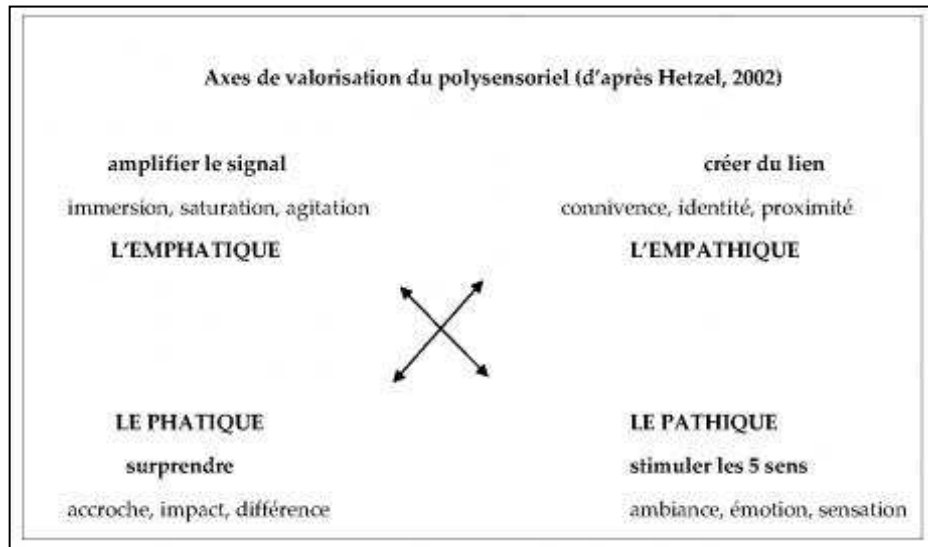 Axes de valorisation du polysensoriel (d'après Hetzel, 2002)
amplifier le signal
immersion, saturation, agitation
L'EMPHATIQUE
créer du lien
connivence, identité, proximité
L'EMPATHIQUE
LE PHATIQUE
surprendre
accroche, impact, différence
LE PATHIQUE
stimuler les 5 sens
ambiance, émotion, sensation